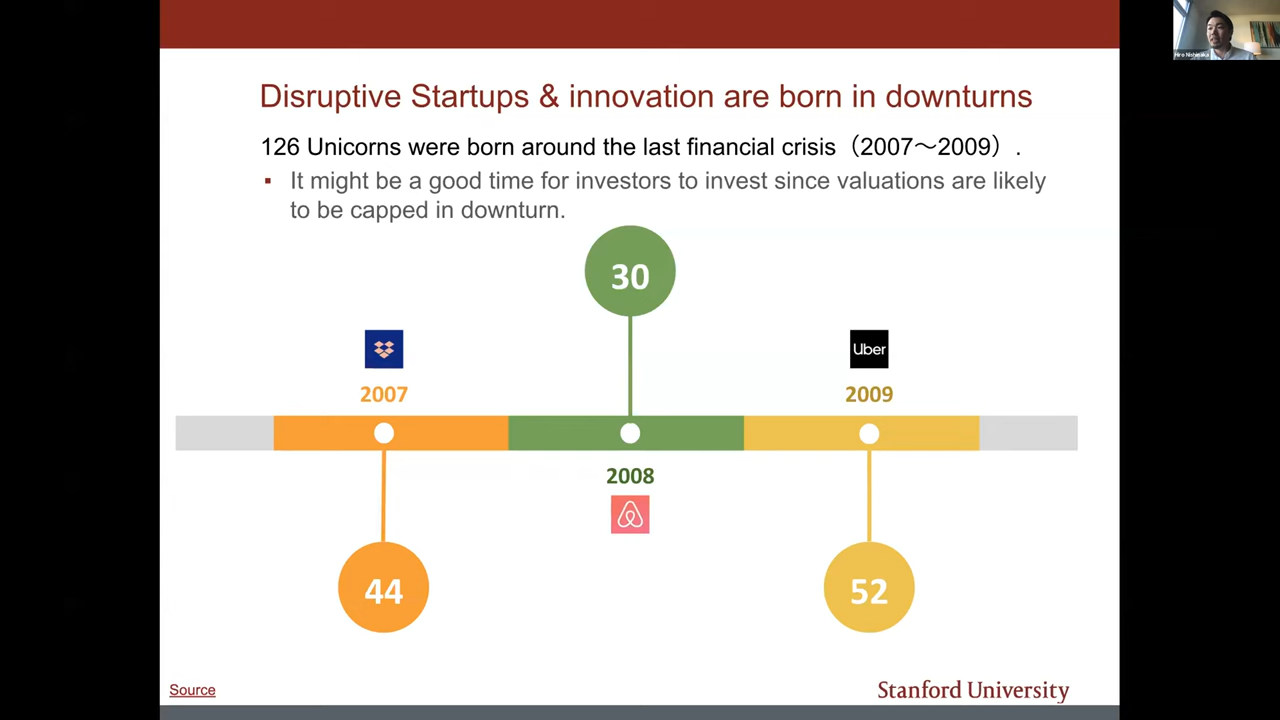 Disruptive Startups & innovation are born in downturns
126 Unicorns were born around the last financial crisis（2007～2009）.
▪ It might be a good time for investors to invest since valuations are likely
to be capped in downturn.
30
Uber
2007
2009
2008
44
52
Source
Stanford University